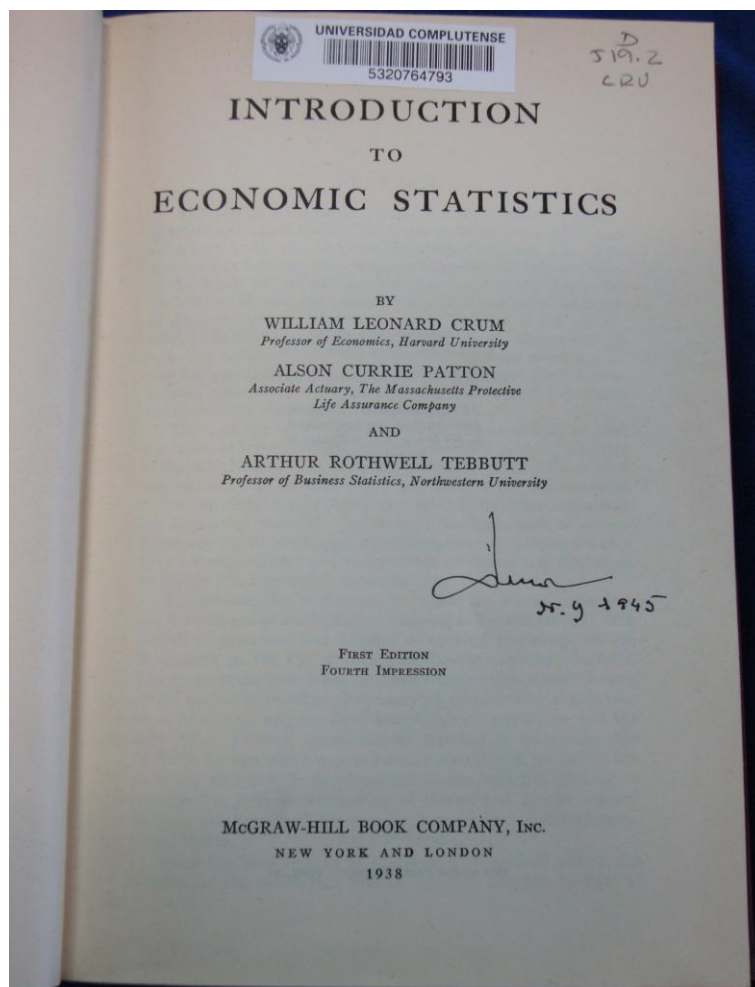 UNIVERSIDAD COMPLUTENSE
5320764793
D
519.2
CRU
INTRODUCTION
TO
ECONOMIC STATISTICS
BY
WILLIAM LEONARD CRUM
Professor of Economics, Harvard University
ALSON CURRIE PATTON
Associate Actuary, The Massachusetts Protective
Life Assurance Company
AND
ARTHUR ROTHWELL TEBBUTT
Professor of Business Statistics, Northwestern University
N.Y 1945
FIRST EDITION
FOURTH IMPRESSION
McGRAW-HILL BOOK COMPANY, INC.
NEW YORK AND LONDON
1938